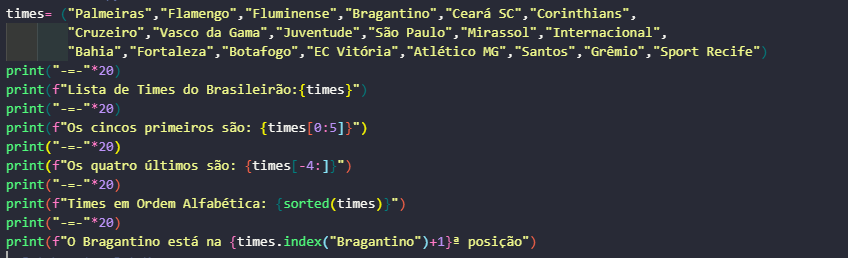 times= ("Palmeiras","Flamengo","Fluminense","Bragantino","Ceará SC","Corinthians",
"Cruzeiro","Vasco da Gama","Juventude","São Paulo","Mirassol","Internacional",
"Bahia","Fortaleza","Botafogo","EC Vitória","Atlético MG","Santos","Grêmio","Sport Recife")
print("-=-"*20)
print(f"Lista de Times do Brasileirão:{times}")
print("-=-"*20)
print(f"Os cincos primeiros são: {times[0:5]}")
print("-=-"*20)
print(f"Os quatro últimos são: {times[-4:]}")
print("-=-"*20)
print(f"Times em Ordem Alfabética: {sorted(times)}")
print("-=-"*20)
print(f"O Bragantino está na {times.index("Bragantino")+1}ª posição")